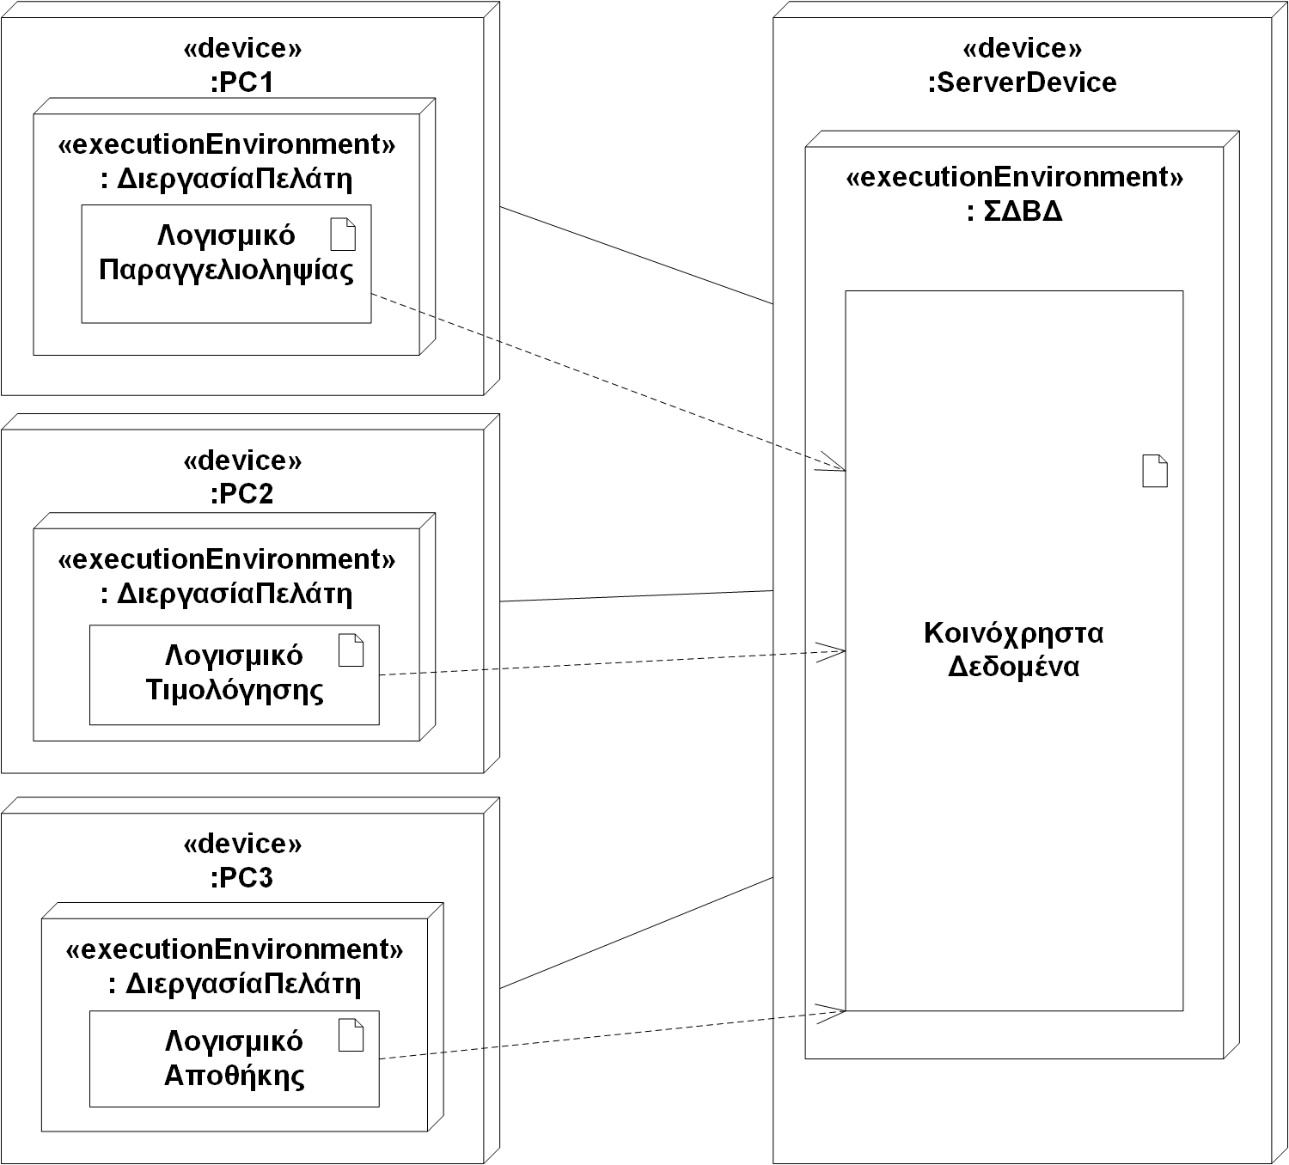 «device»
:PC1
«executionEnvironment»
: ΔιεργασίαΠελάτη
Λογισμικό
Παραγγελιοληψίας
«device»
:PC2
«executionEnvironment»
: ΔιεργασίαΠελάτη
Λογισμικό
Τιμολόγησης
«device»
:PC3
«executionEnvironment»
: ΔιεργασίαΠελάτη
Λογισμικό
Αποθήκης
«device»
:ServerDevice
«executionEnvironment»
: ΣΔΒΔ
Κοινόχρηστα
Δεδομένα